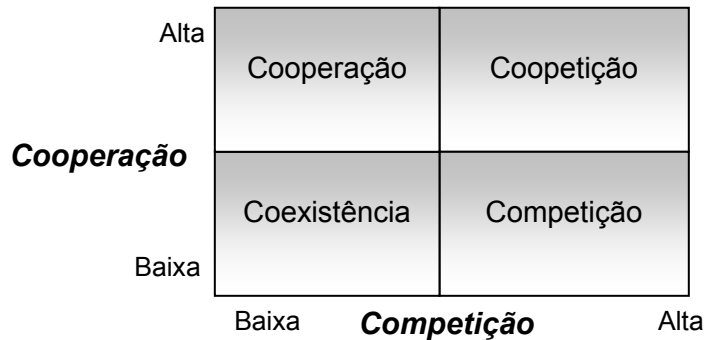 Alta
Cooperação Coopetição
Cooperação
Coexistência Competição
Baixa
Baixa Competição Alta